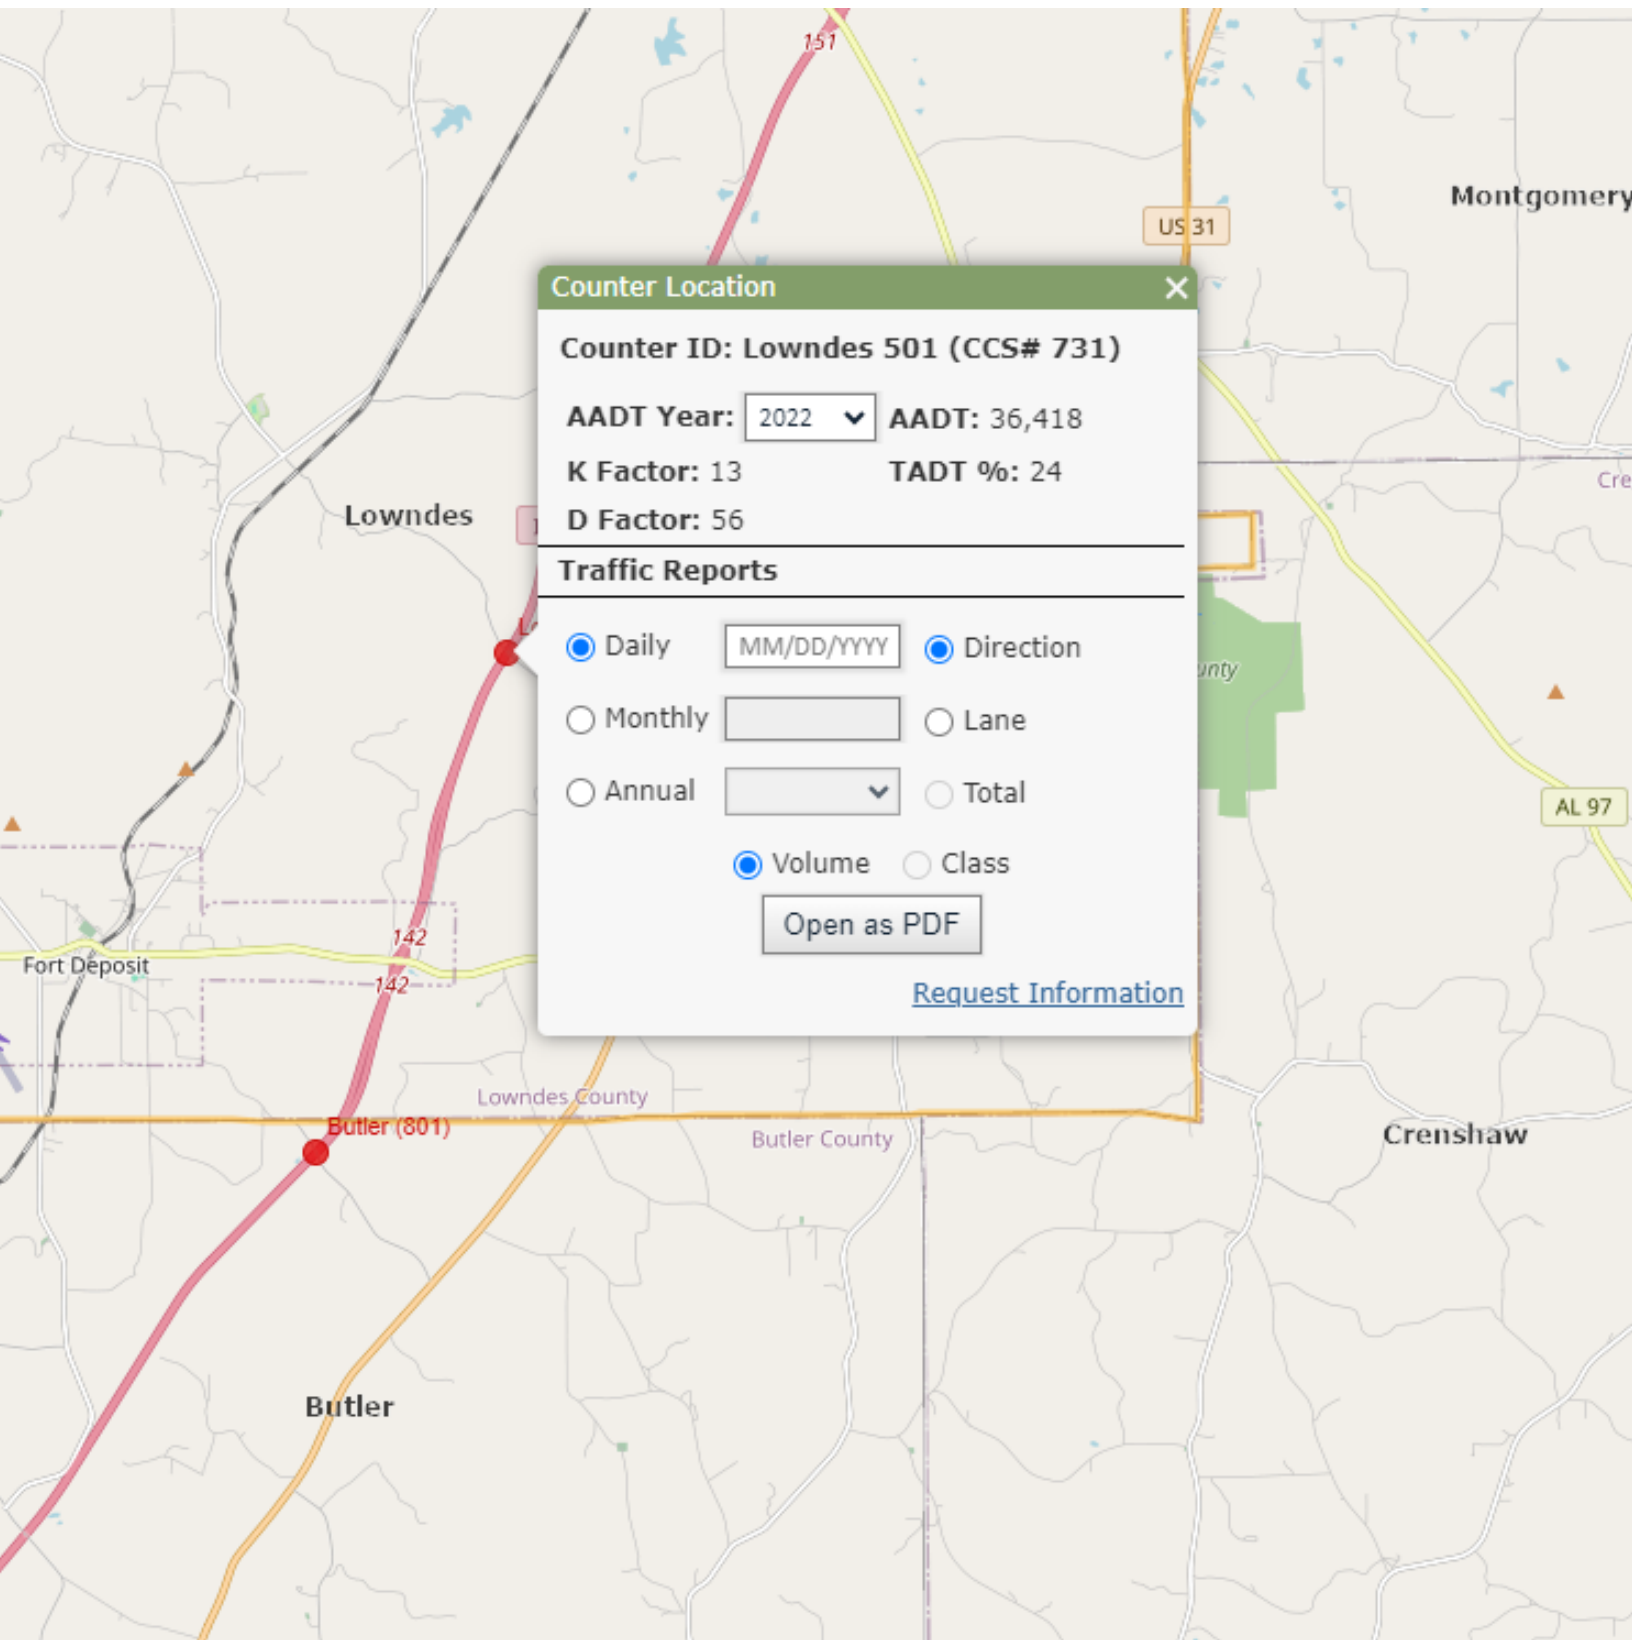 151
Montgomery
US 31
Counter Location
Counter ID: Lowndes 501 (CCS# 731)
AADT Year: 2022 AADT: 36,418
K Factor: 13 TADT %: 24
D Factor: 56
Lowndes
Traffic Reports
Daily MM/DD/YYYY Direction
Monthly Lane
Annual Total
AL 97
Volume Class
Open as PDF
142
Fort Deposit
142
Request Information
Lowndes County
Butler (801)
Butler County
Crenshaw
Butler